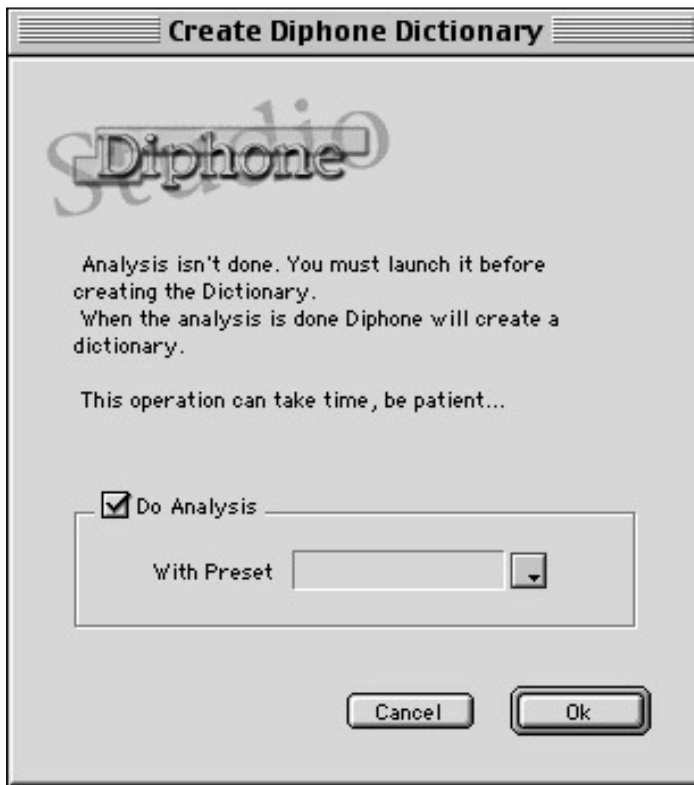 Create Diphone Dictionary
Studio
Diphone
Analysis isn't done. You must launch it before
creating the Dictionary.
When the analysis is done Diphone will create a
dictionary.
This operation can take time, be patient...
Do Analysis
With Preset
Cancel
Ok